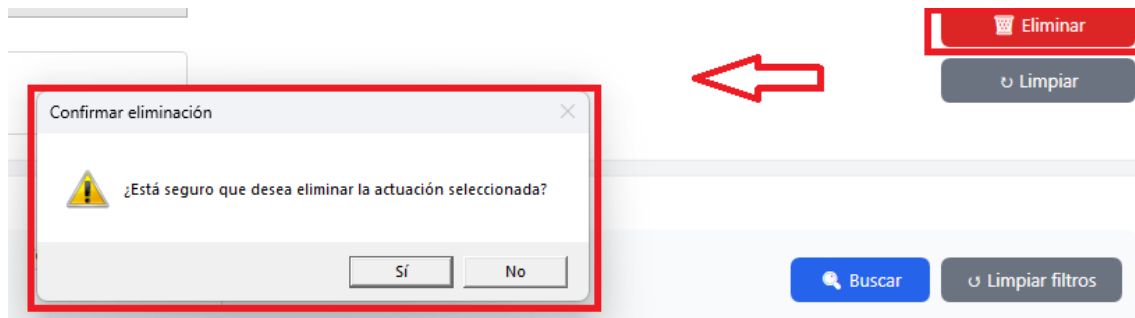 Eliminar
Limpiar
Confirmar eliminación
¿Está seguro que desea eliminar la actuación seleccionada?
Sí
No
Buscar
Limpiar filtros